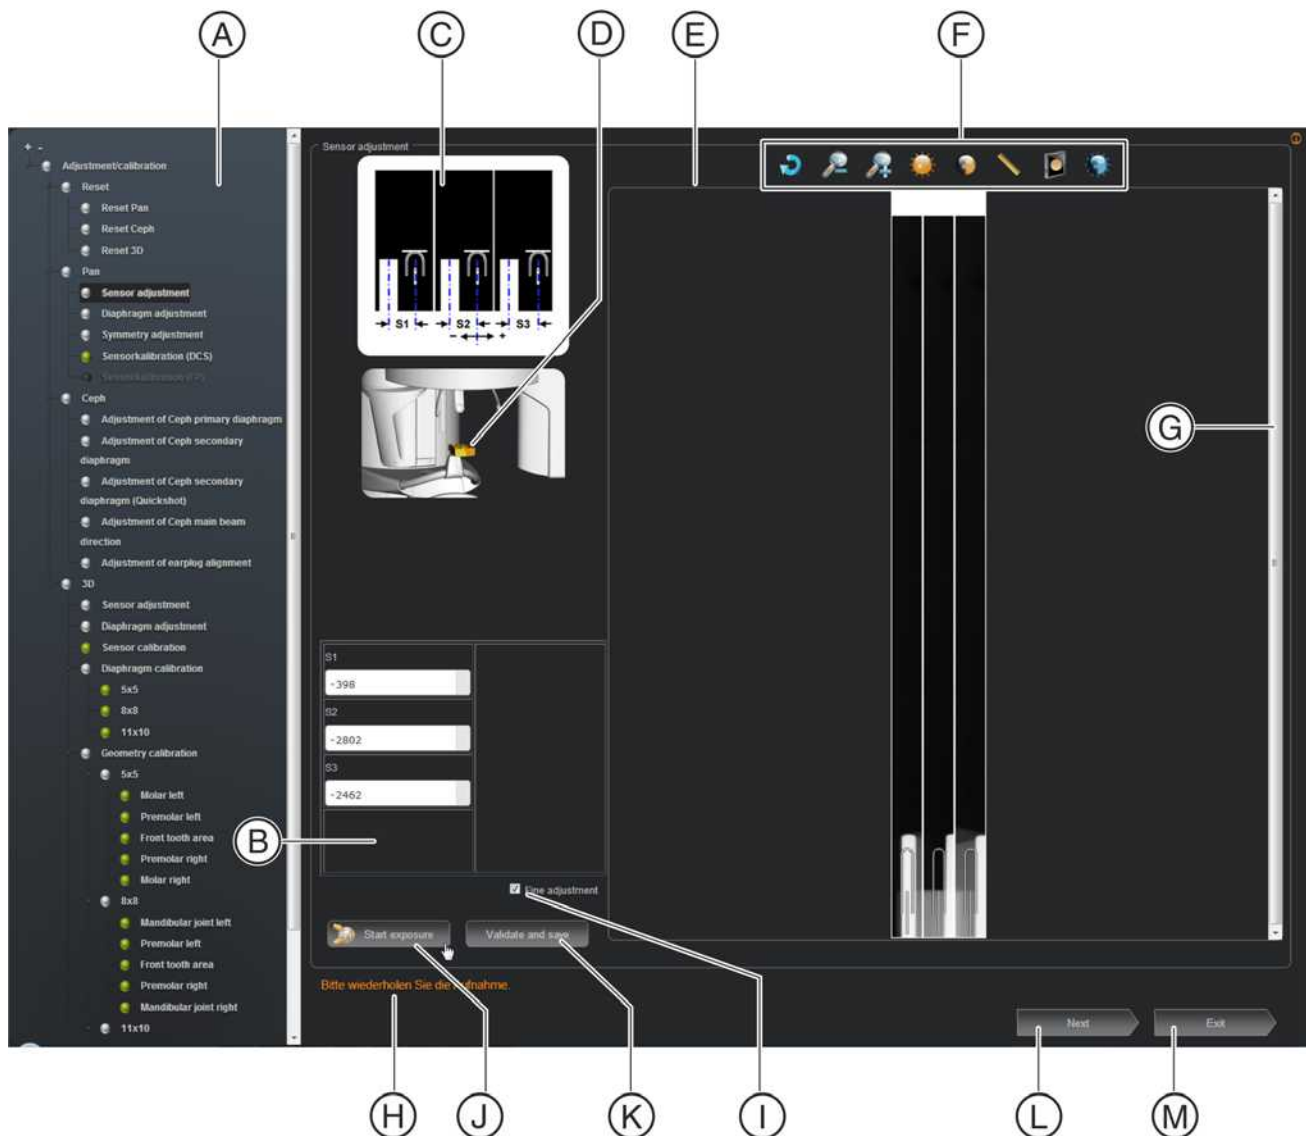 A
C
D
E
F
+ -
Adjustment/calibration
Reset
Reset Pan
Reset Ceph
Reset 3D
Pan
Sensor adjustment
Diaphragm adjustment
Symmetry adjustment
Sensorkalibration (DCS)
Ceph
Adjustment of Ceph primary diaphragm
Adjustment of Ceph secondary
diaphragm
Adjustment of Ceph secondary
diaphragm (Quickshot)
Adjustment of Ceph main beam
direction
Adjustment of earplug alignment
3D
Sensor adjustment
Diaphragm adjustment
Sensor calibration
Diaphragm calibration
5x5
8x8
11x10
Geometry calibration
5x5
Molar left
Premolar left
Front tooth area
Premolar right
Molar right
8x8
Mandibular joint left
Premolar left
Front tooth area
Premolar right
Mandibular joint right
11x10
Sensor adjustment
S1 S2 S3
- +
G
S1
-398
S2
-2802
S3
-2462
B
Fine adjustment
Start exposure
Validate and save
Bitte wiederholen Sie die Aufnahme.
Next
Exit
H
J
K
I
L
M